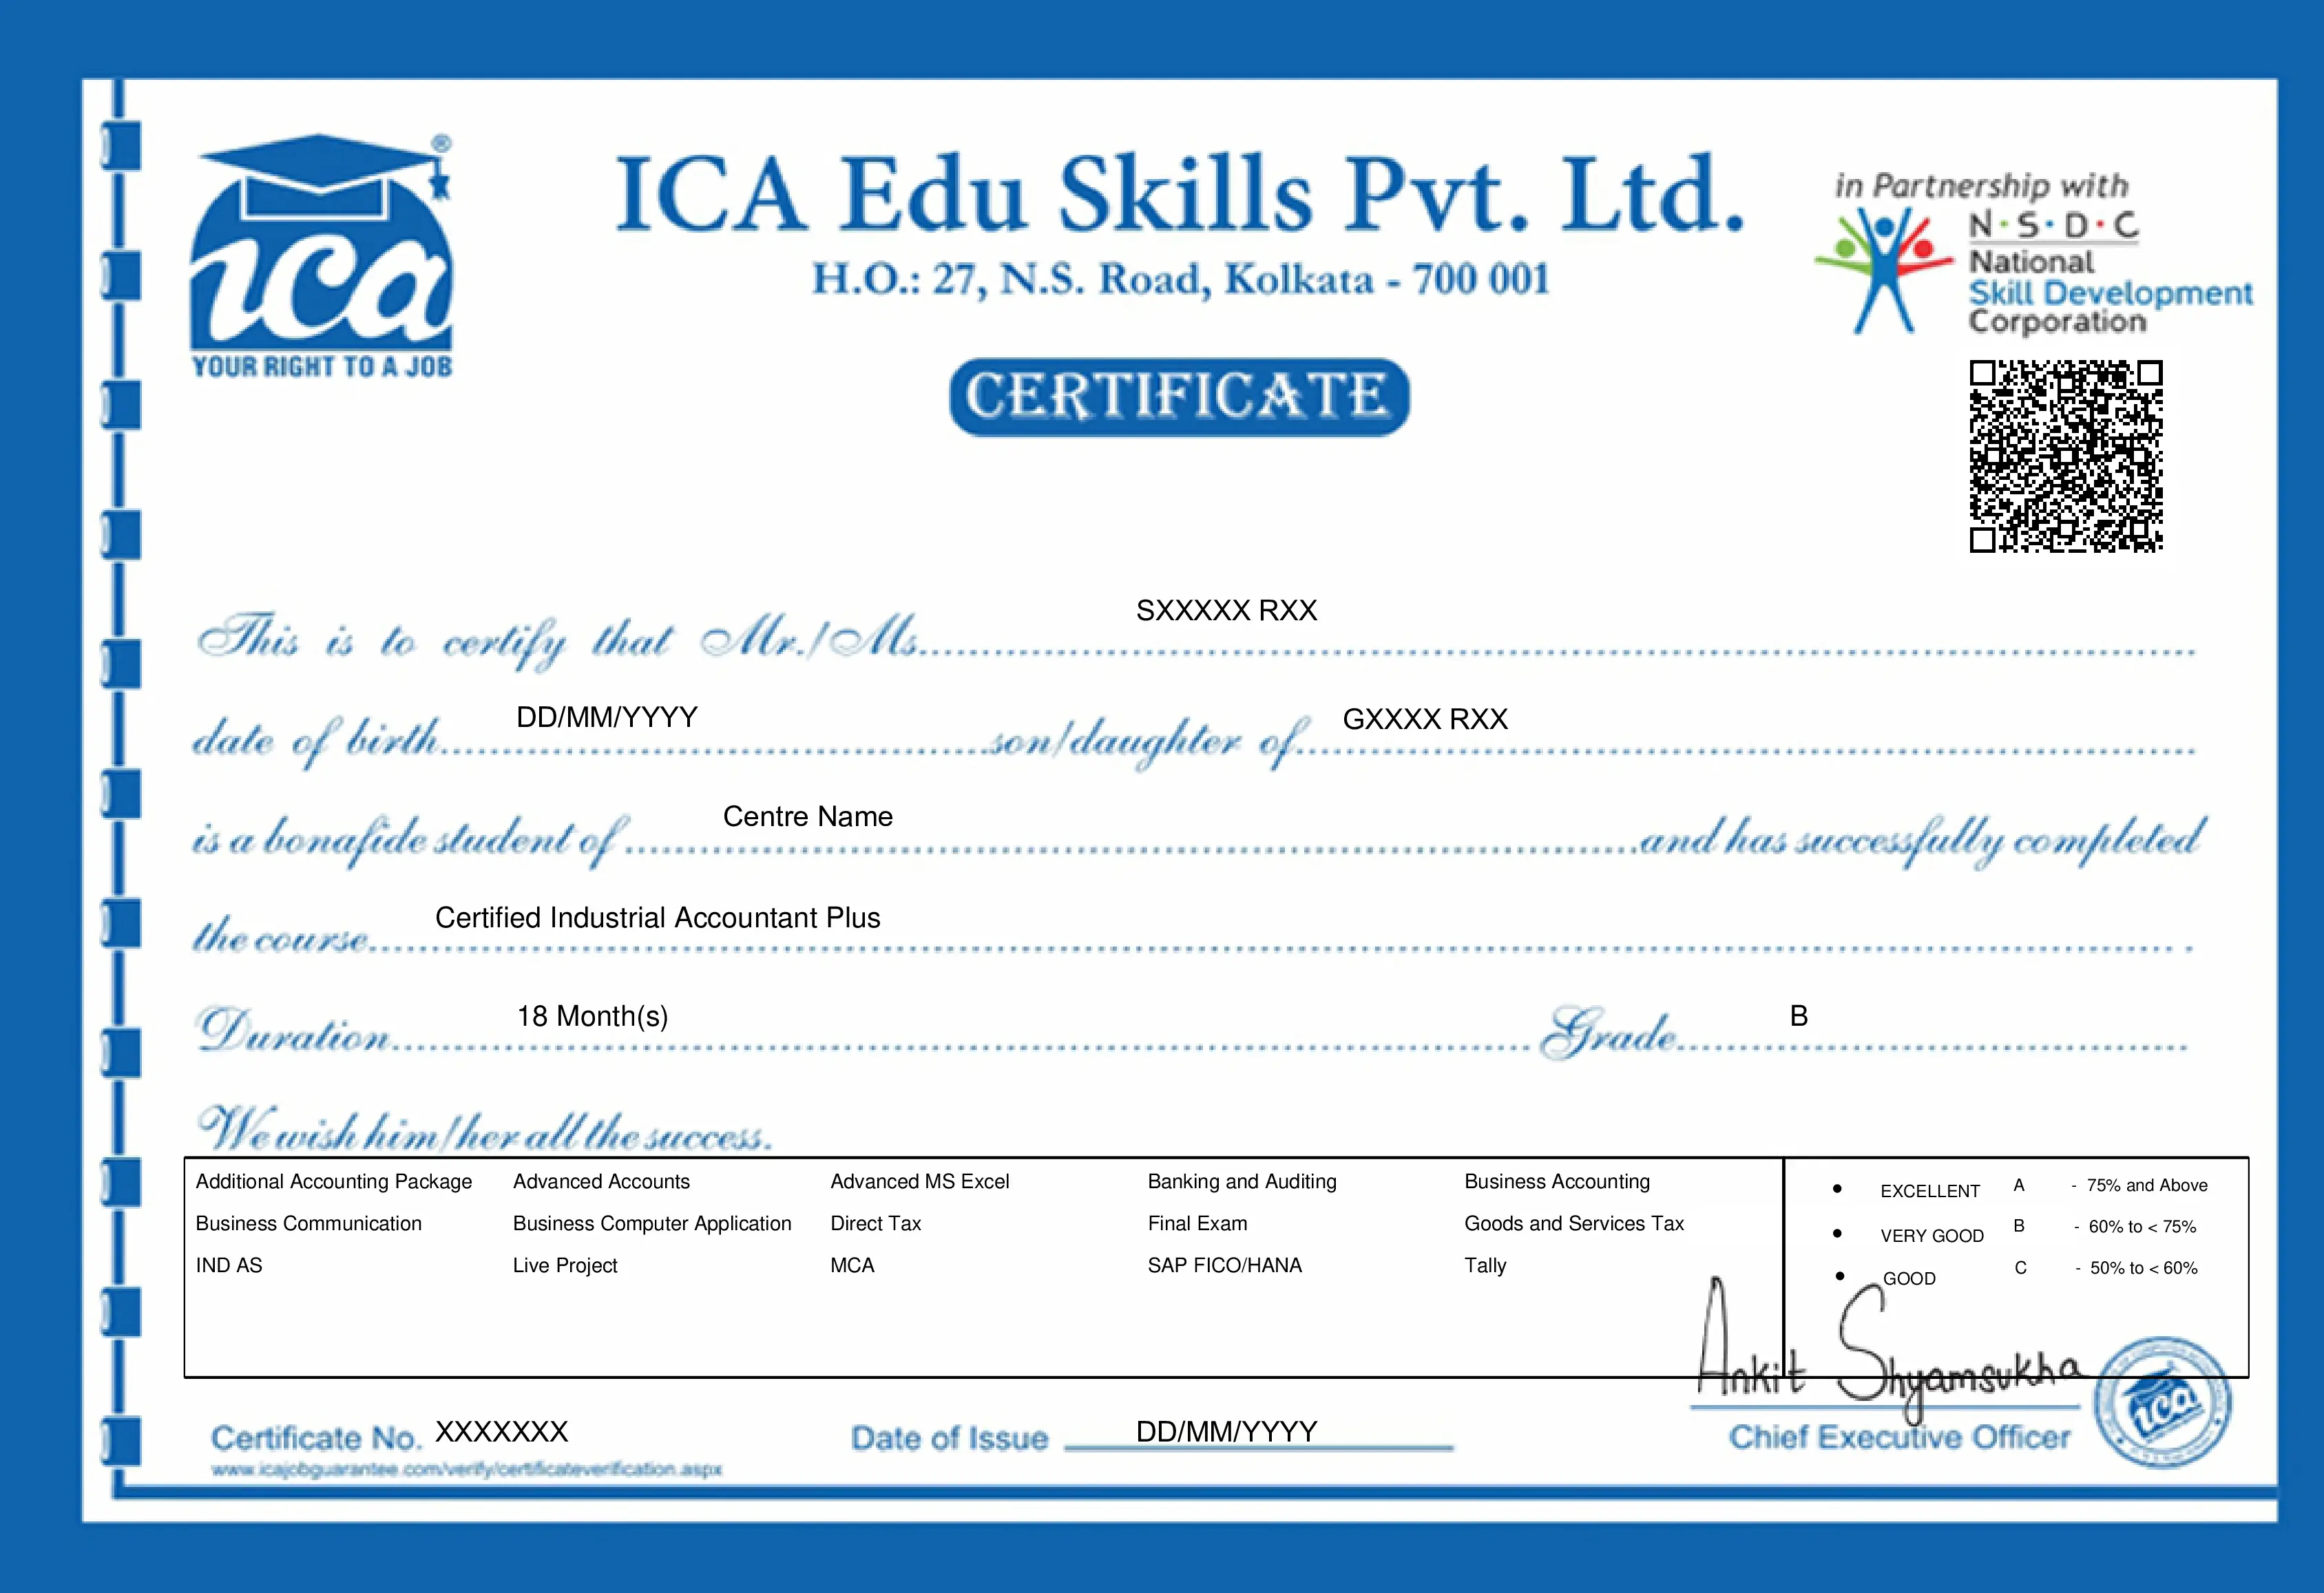 ICA Edu Skills Pvt. Ltd.
H.O.: 27, N.S. Road, Kolkata - 700 001
ica
®
YOUR RIGHT TO A JOB
in Partnership with
N·S·D·C
National
Skill Development
Corporation
CERTIFICATE
This is to certify that Mr./Ms. SXXXXX RXX
date of birth DD/MM/YYYY son/daughter of GXXXX RXX
is a bonafide student of Centre Name and has successfully completed
the course Certified Industrial Accountant Plus
Duration 18 Month(s) Grade B
We wish him/her all the success.
Additional Accounting Package Advanced Accounts Advanced MS Excel Banking and Auditing Business Accounting
Business Communication Business Computer Application Direct Tax Final Exam Goods and Services Tax
IND AS Live Project MCA SAP FICO/HANA Tally
• EXCELLENT A - 75% and Above
• VERY GOOD B - 60% to < 75%
• GOOD C - 50% to < 60%
Ankit Shyamsukha
Certificate No. XXXXXXX Date of Issue DD/MM/YYYY Chief Executive Officer
ica
www.icajobguarantee.com/verify/certificateverification.aspx